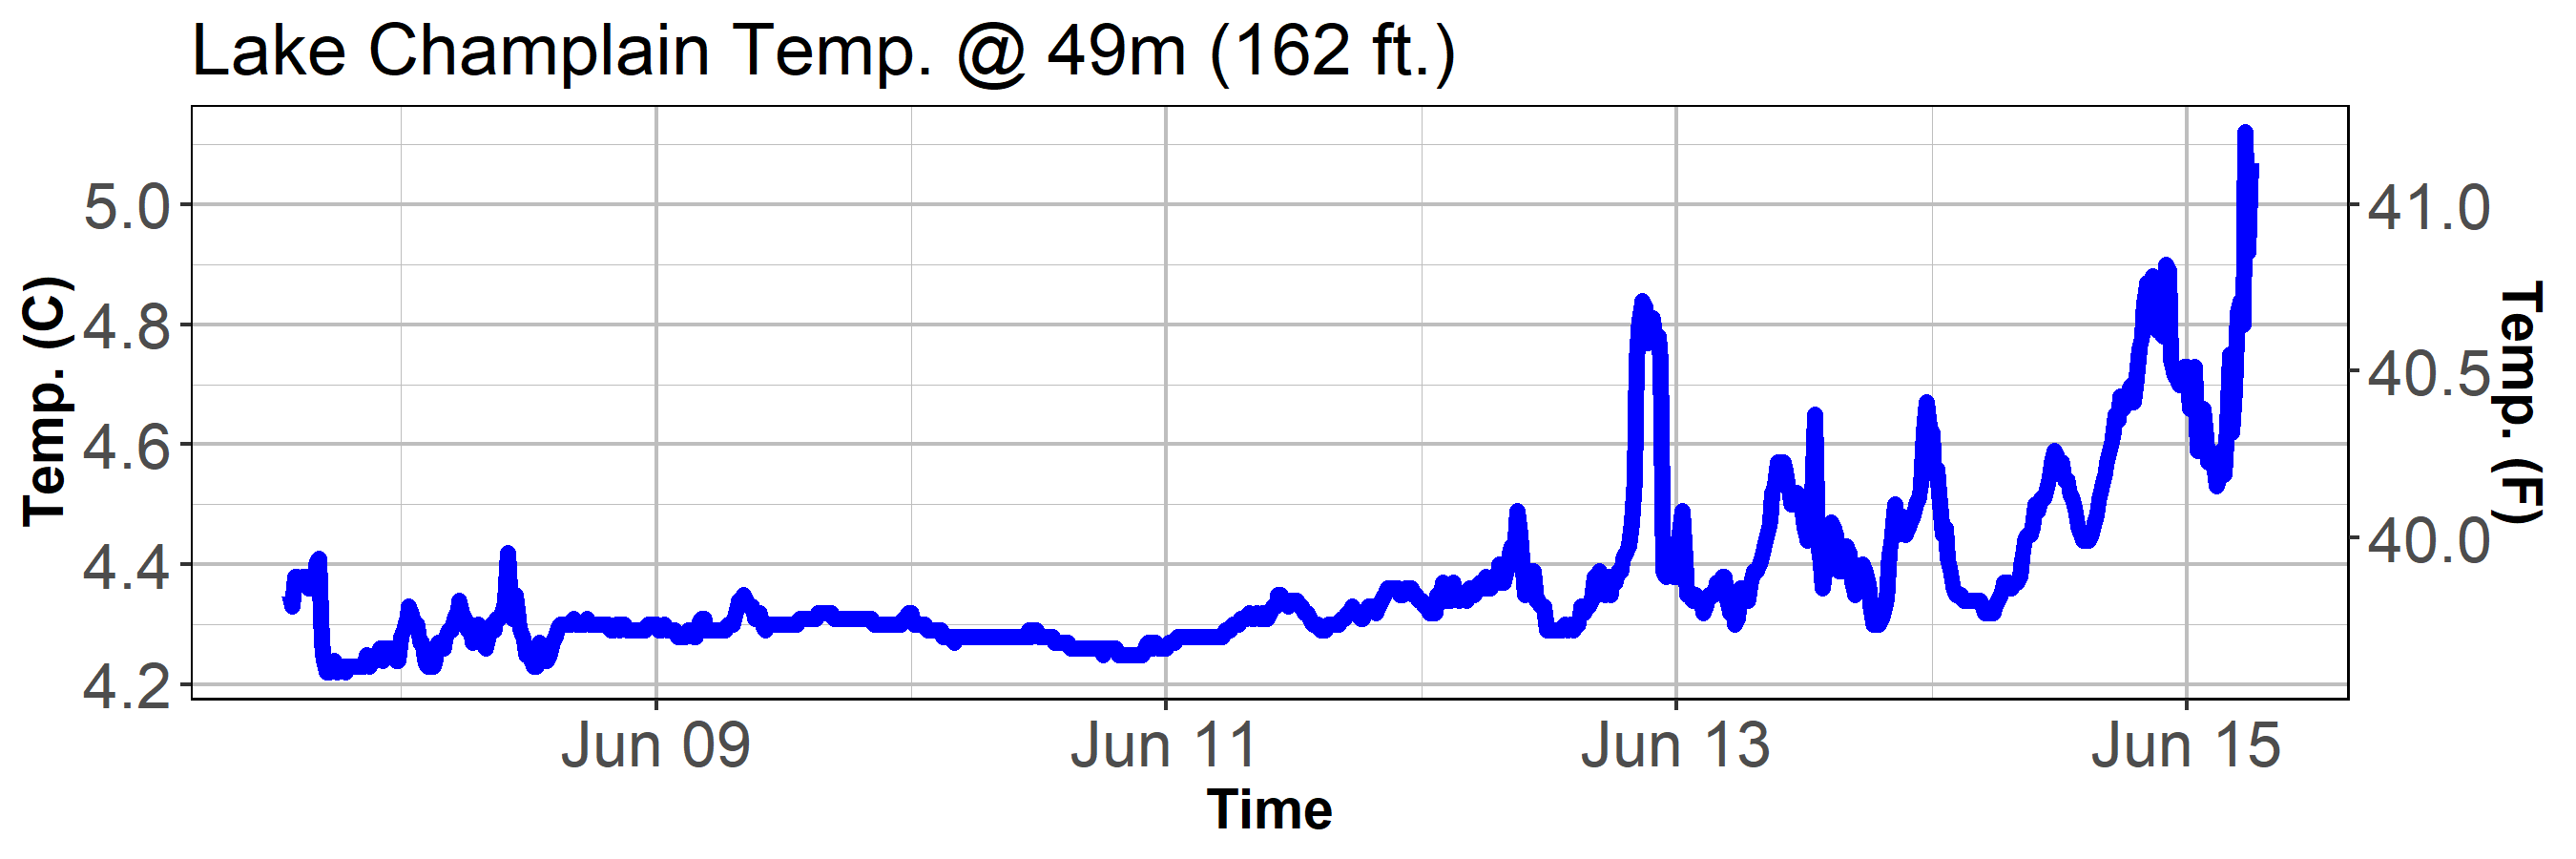 Lake Champlain Temp. @ 49m (162 ft.)
Temp. (C)
5.0
4.8
4.6
4.4
4.2
41.0
40.5
40.0
Temp. (F)
Jun 09 Jun 11 Jun 13 Jun 15
Time